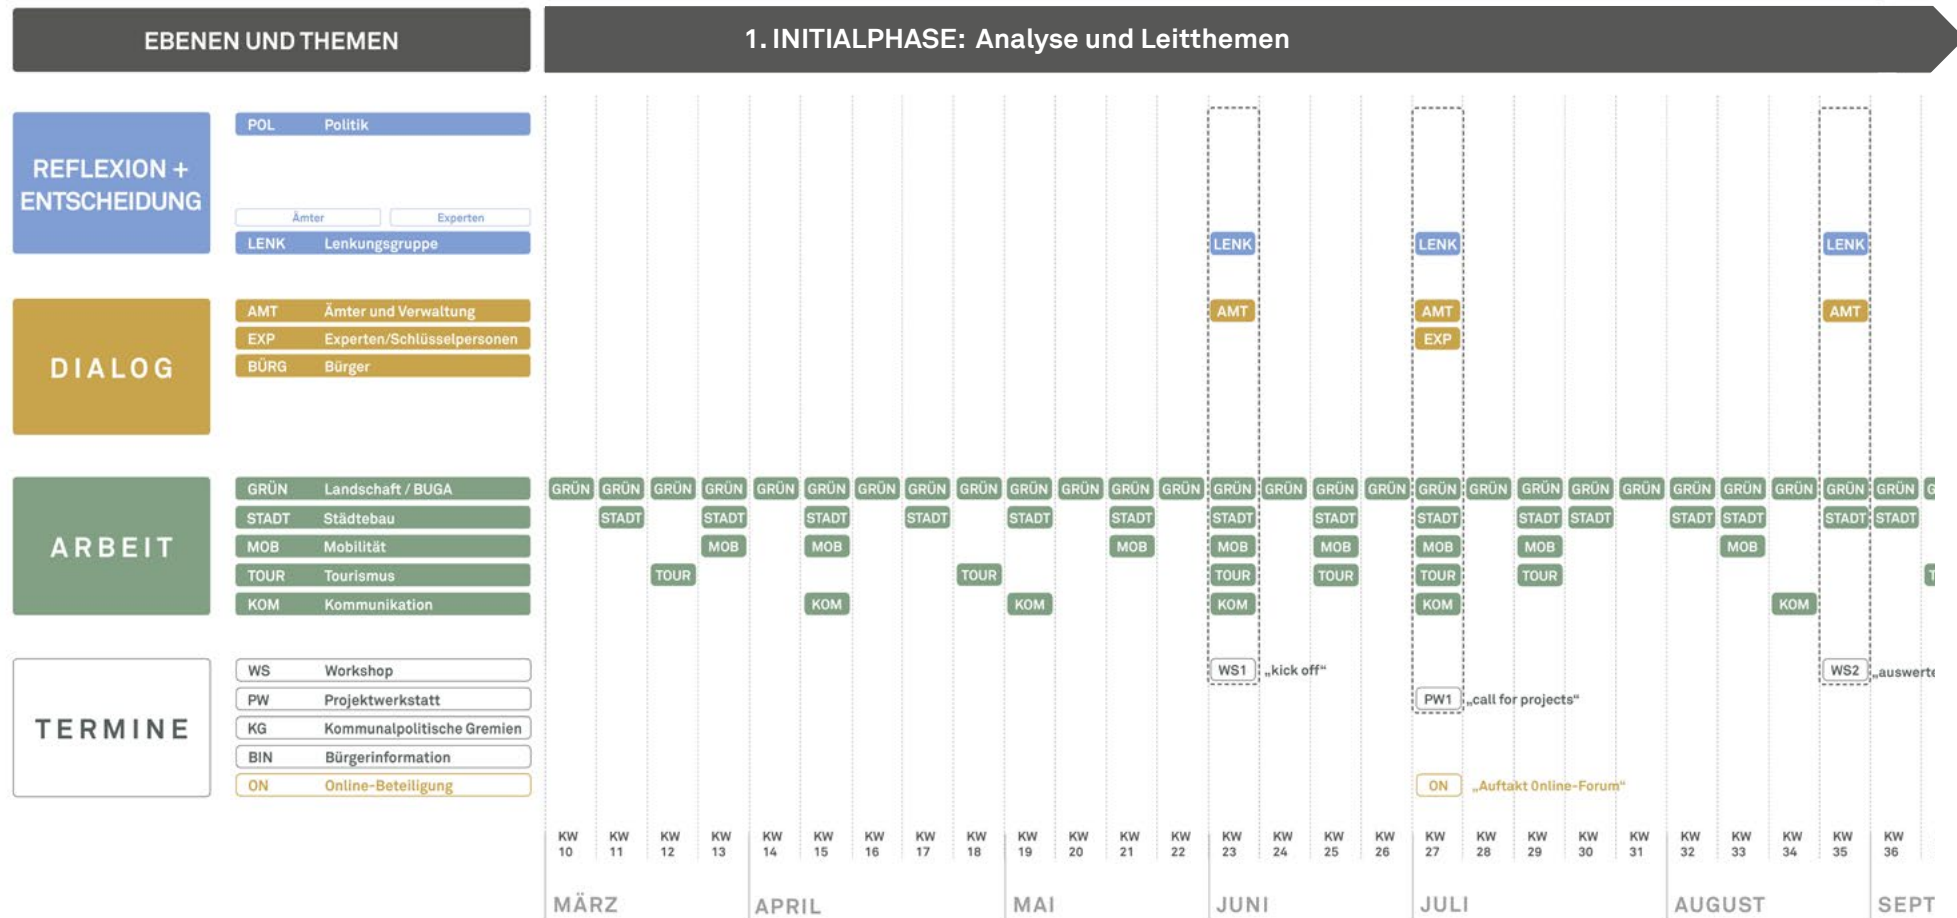 EBENEN UND THEMEN
1. INITIALPHASE: Analyse und Leitthemen
REFLEXION +
ENTSCHEIDUNG
POL Politik
Ämter Experten
LENK Lenkungsgruppe LENK LENK LENK
DIALOG
AMT Ämter und Verwaltung AMT AMT AMT
EXP Experten/Schlüsselpersonen EXP
BÜRG Bürger
ARBEIT
GRÜN Landschaft / BUGA GRÜN GRÜN GRÜN GRÜN GRÜN GRÜN GRÜN GRÜN GRÜN GRÜN GRÜN GRÜN GRÜN GRÜN GRÜN GRÜN GRÜN GRÜN GRÜN GRÜN GRÜN GRÜN GRÜN GRÜN GRÜN GRÜN GRÜN
STADT Städtebau STADT STADT STADT STADT STADT STADT STADT STADT STADT STADT STADT STADT STADT STADT STADT
MOB Mobilität MOB MOB MOB MOB MOB MOB MOB MOB
TOUR Tourismus TOUR TOUR TOUR TOUR TOUR TOUR
KOM Kommunikation KOM KOM KOM KOM KOM
TERMINE
WS Workshop WS1 „kick off“ WS2 „auswerte
PW Projektwerkstatt PW1 „call for projects“
KG Kommunalpolitische Gremien
BIN Bürgerinformation
ON Online-Beteiligung ON „Auftakt 0nline-Forum“
KW KW KW KW KW KW KW KW KW KW KW KW KW KW KW KW KW KW KW KW KW KW KW KW KW KW KW
10 11 12 13 14 15 16 17 18 19 20 21 22 23 24 25 26 27 28 29 30 31 32 33 34 35 36
MÄRZ APRIL MAI JUNI JULI AUGUST SEPT